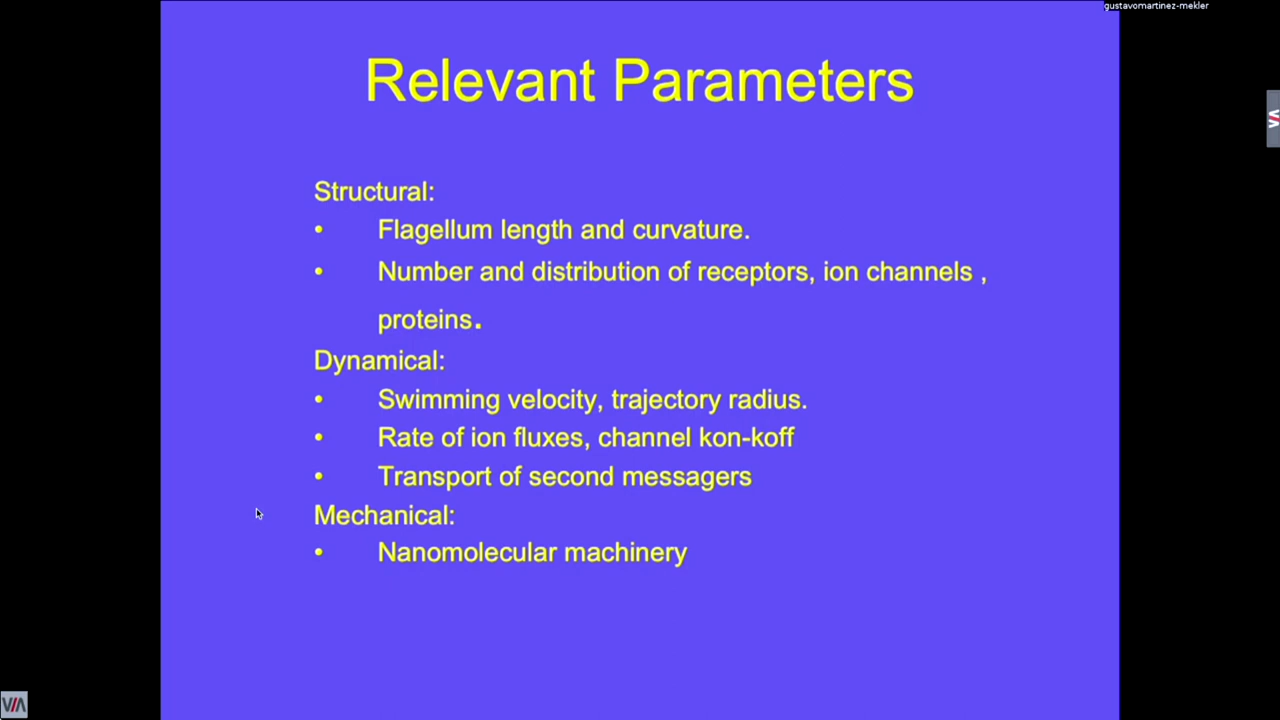 gustavomartinez-mekler
Relevant Parameters
Structural:
• Flagellum length and curvature.
• Number and distribution of receptors, ion channels ,
proteins.
Dynamical:
• Swimming velocity, trajectory radius.
• Rate of ion fluxes, channel kon-koff
• Transport of second messagers
Mechanical:
• Nanomolecular machinery
VIA